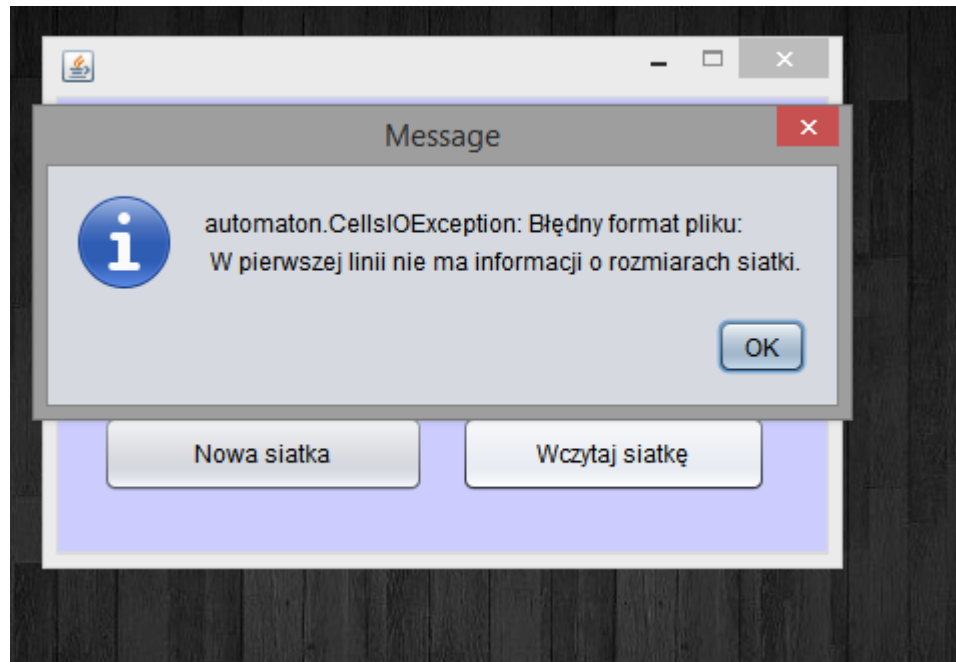 Message
automaton.CellsIOException: Błędny format pliku:
W pierwszej linii nie ma informacji o rozmiarach siatki.
OK
Nowa siatka
Wczytaj siatkę